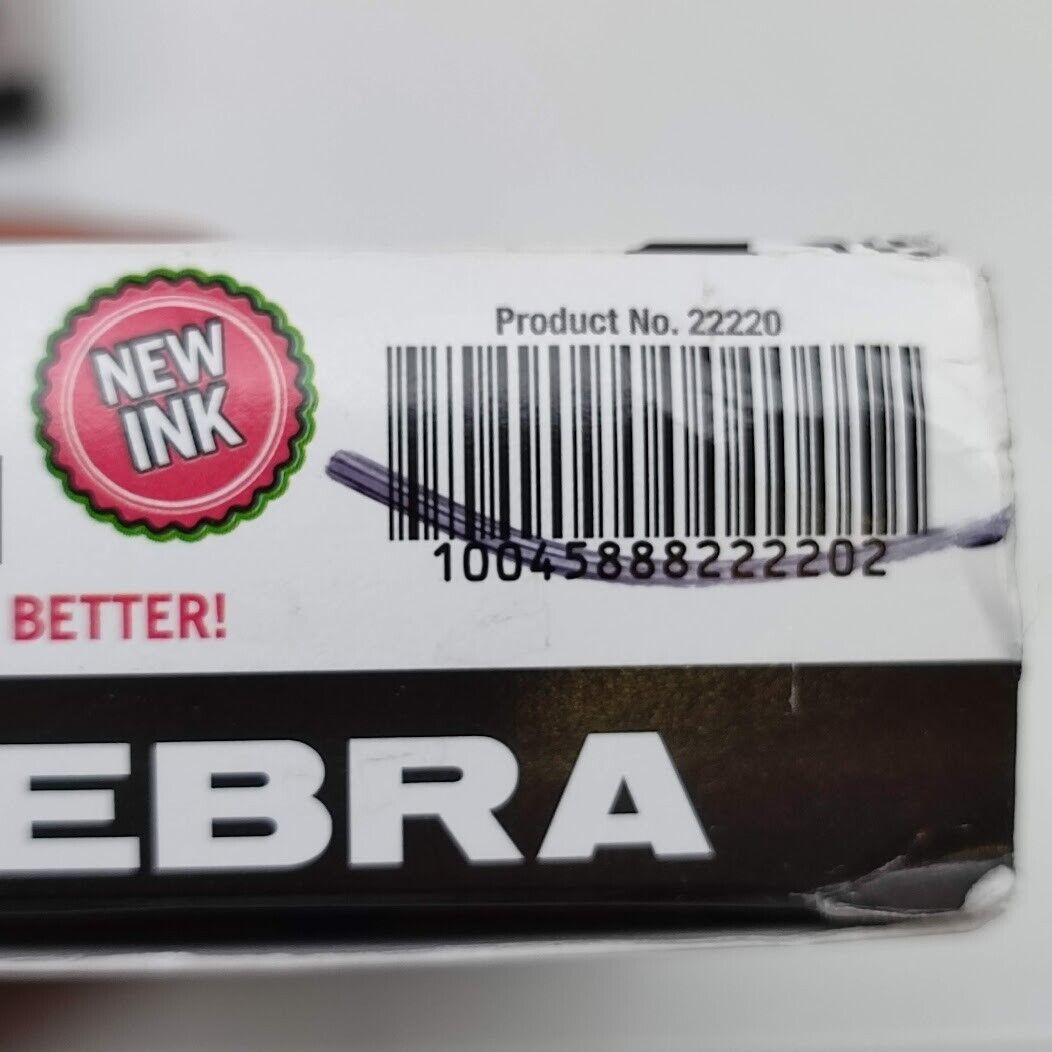 NEW
INK
Product No. 22220
10045888222202
BETTER!
EBRA